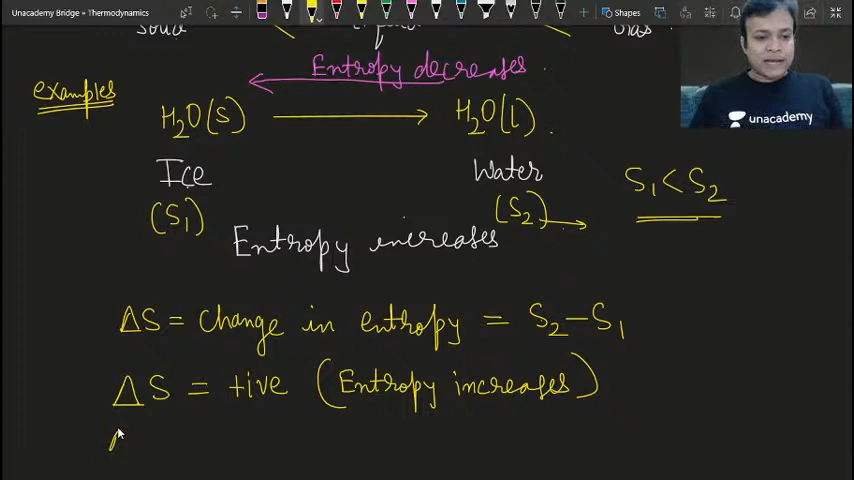 Unacademy Bridge + Thermodynamics
Shapes
solid
Entropy decreases
unacademy
examples
H2O(s) → H2O(l)
Ice Water
S1 < S2
(S1) (S2) →
Entropy increases
ΔS = Change in entropy = S2 – S1
ΔS = +ive (Entropy increases)